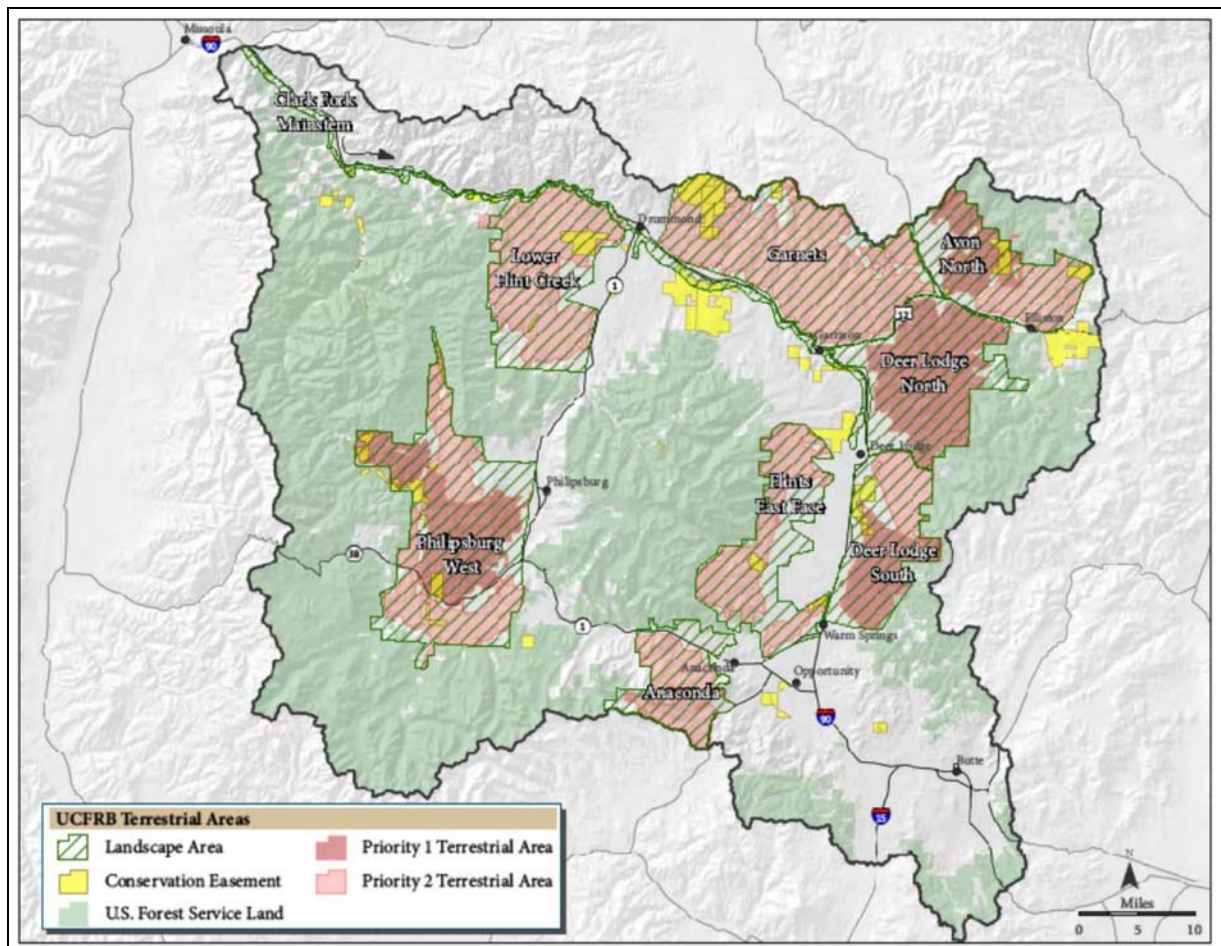 Missoula
90
Clark Fork
Mainstem
Drummond
Lower
Flint Creek
Garnets
Avon
North
1
12
Elliston
Garrison
Deer Lodge
North
Deer Lodge
Philipsburg
Flints
East Face
Philipsburg
West
38
Deer Lodge
South
1
Warm Springs
Anaconda
Opportunity
Anaconda
90
Butte
15
UCFRB Terrestrial Areas
Landscape Area
Priority 1 Terrestrial Area
Conservation Easement
Priority 2 Terrestrial Area
U.S. Forest Service Land
N
Miles
0 5 10